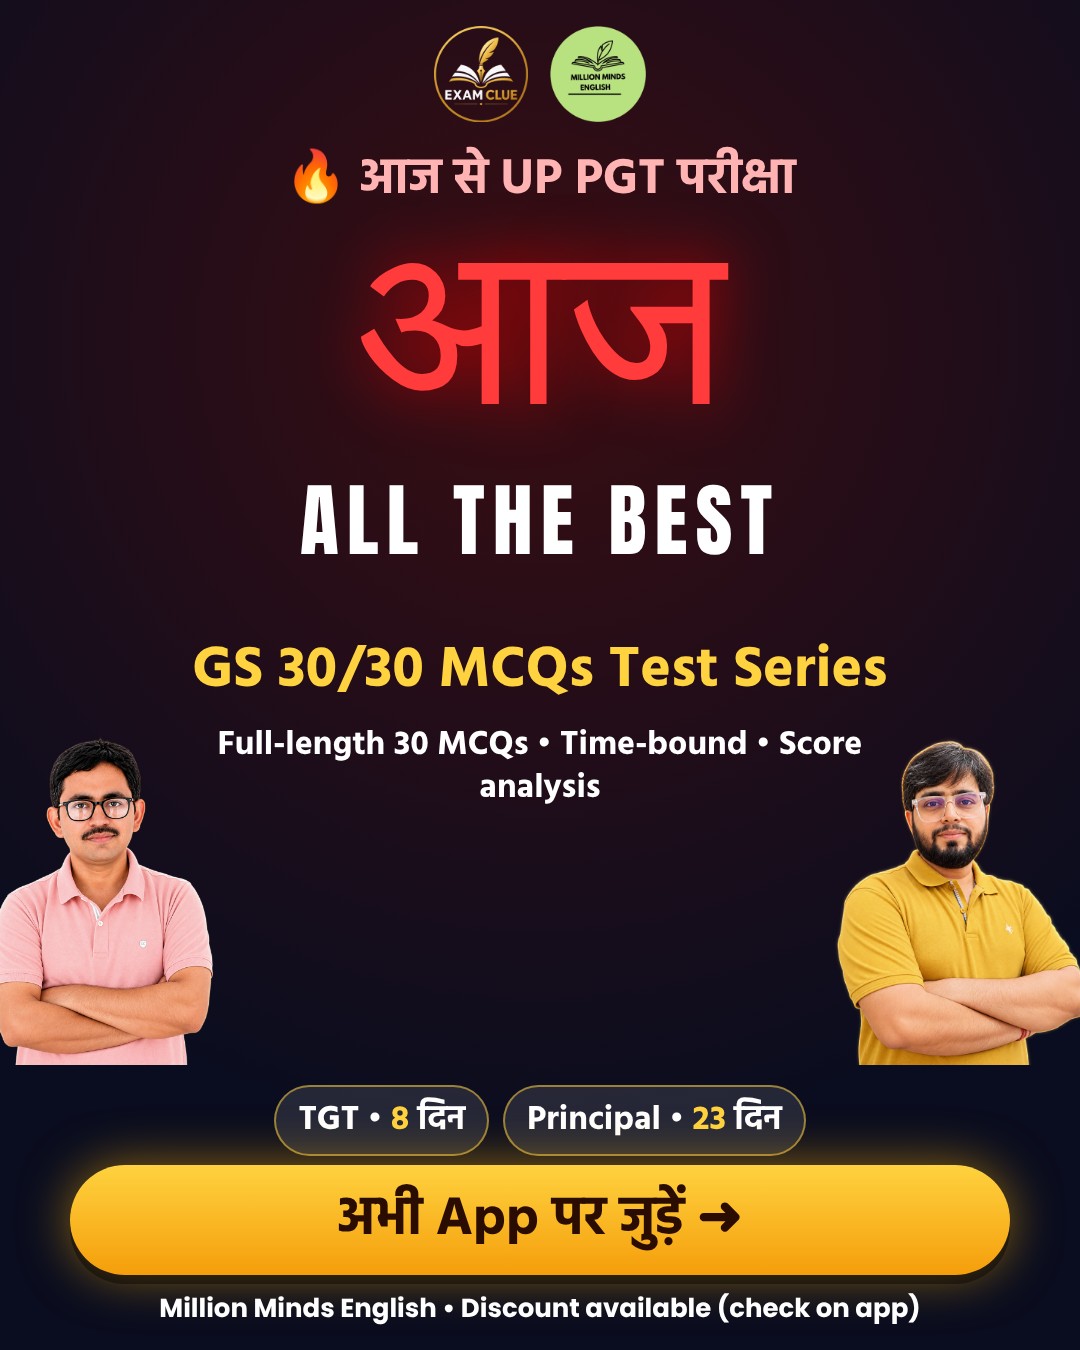 EXAM CLUE
MILLION MINDS
ENGLISH
🔥 आज से UP PGT परीक्षा
आज
ALL THE BEST
GS 30/30 MCQs Test Series
Full-length 30 MCQs • Time-bound • Score
analysis
TGT • 8 दिन
Principal • 23 दिन
अभी App पर जुड़ें ➔
Million Minds English • Discount available (check on app)